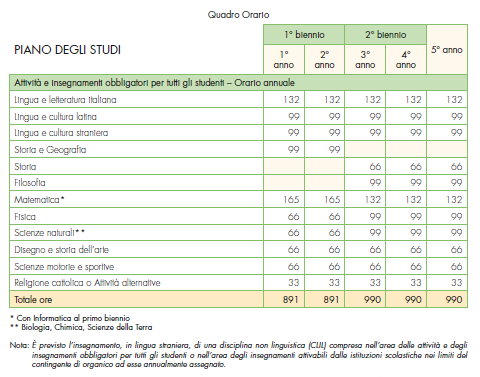 Quadro Orario
PIANO DEGLI STUDI
1° biennio 2° biennio 5° anno
1° anno 2° anno 3° anno 4° anno
Attività e insegnamenti obbligatori per tutti gli studenti – Orario annuale
Lingua e letteratura italiana 132 132 132 132 132
Lingua e cultura latina 99 99 99 99 99
Lingua e cultura straniera 99 99 99 99 99
Storia e Geografia 99 99
Storia 66 66 66
Filosofia 99 99 99
Matematica* 165 165 132 132 132
Fisica 66 66 99 99 99
Scienze naturali** 66 66 99 99 99
Disegno e storia dell'arte 66 66 66 66 66
Scienze motorie e sportive 66 66 66 66 66
Religione cattolica o Attività alternative 33 33 33 33 33
Totale ore 891 891 990 990 990
* Con Informatica al primo biennio
** Biologia, Chimica, Scienze della Terra
Nota: È previsto l'insegnamento, in lingua straniera, di una disciplina non linguistica (CLIL) compresa nell'area delle attività e degli
insegnamenti obbligatori per tutti gli studenti o nell'area degli insegnamenti attivabili dalle istituzioni scolastiche nei limiti del
contingente di organico ad esse annualmente assegnato.